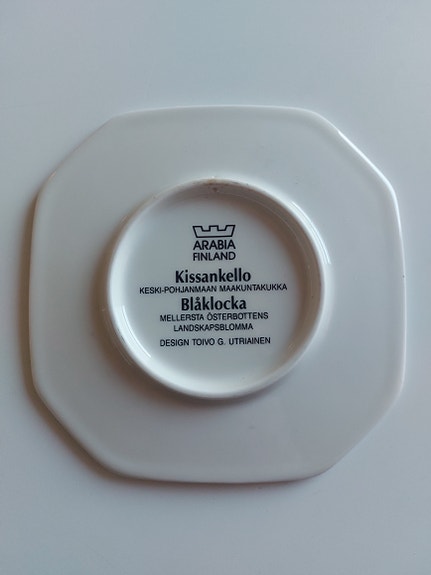 ARABIA
FINLAND
Kissankello
KESKI-POHJANMAAN MAAKUNTAKUKKA
Blåklocka
MELLERSTA ÖSTERBOTTENS
LANDSKAPSBLOMMA
DESIGN TOIVO G. UTRIAINEN